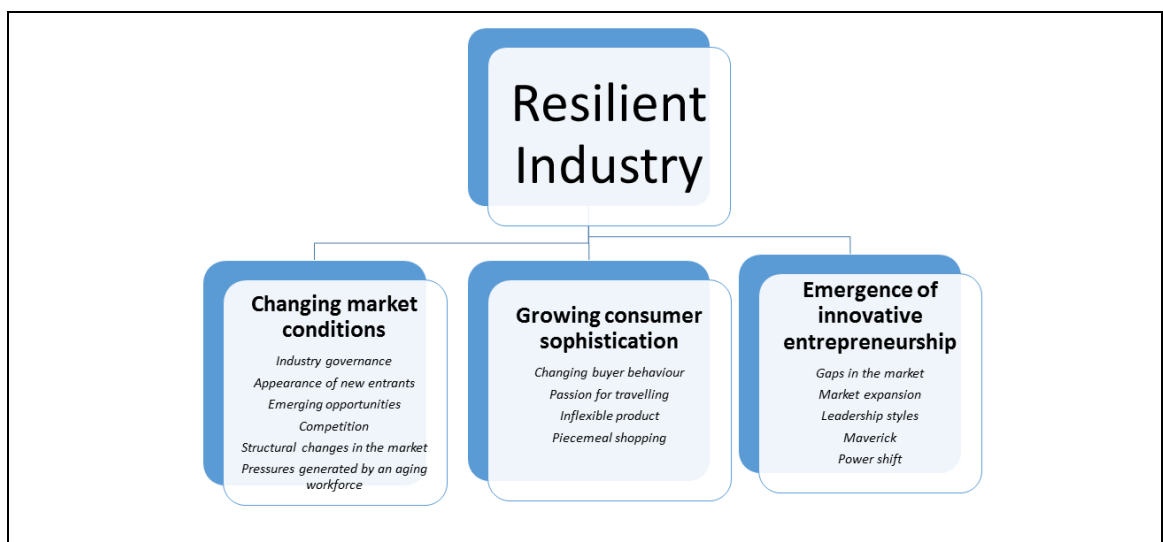 Resilient
Industry
Changing market
conditions
Industry governance
Appearance of new entrants
Emerging opportunities
Competition
Structural changes in the market
Pressures generated by an aging
workforce
Growing consumer
sophistication
Changing buyer behaviour
Passion for travelling
Inflexible product
Piecemeal shopping
Emergence of
innovative
entrepreneurship
Gaps in the market
Market expansion
Leadership styles
Maverick
Power shift